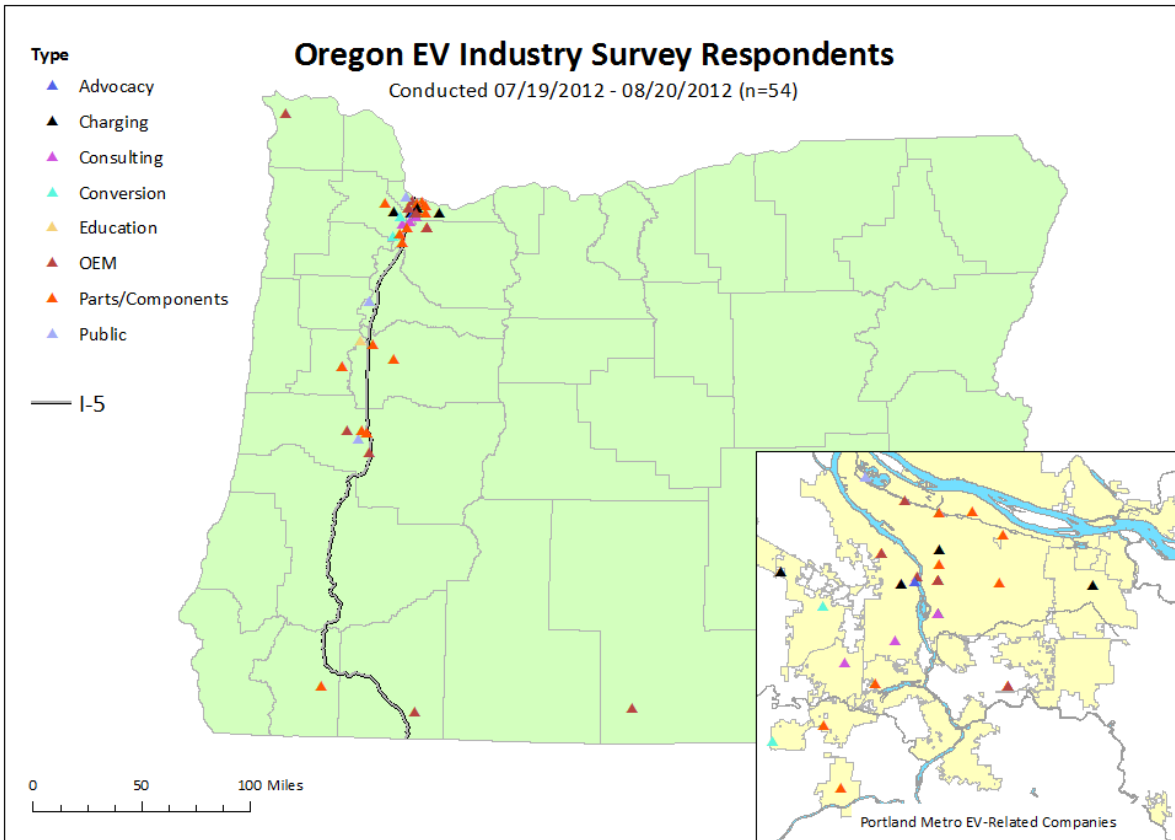 Oregon EV Industry Survey Respondents
Conducted 07/19/2012 - 08/20/2012 (n=54)
Type
Advocacy
Charging
Consulting
Conversion
Education
OEM
Parts/Components
Public
I-5
0 50 100 Miles
Portland Metro EV-Related Companies